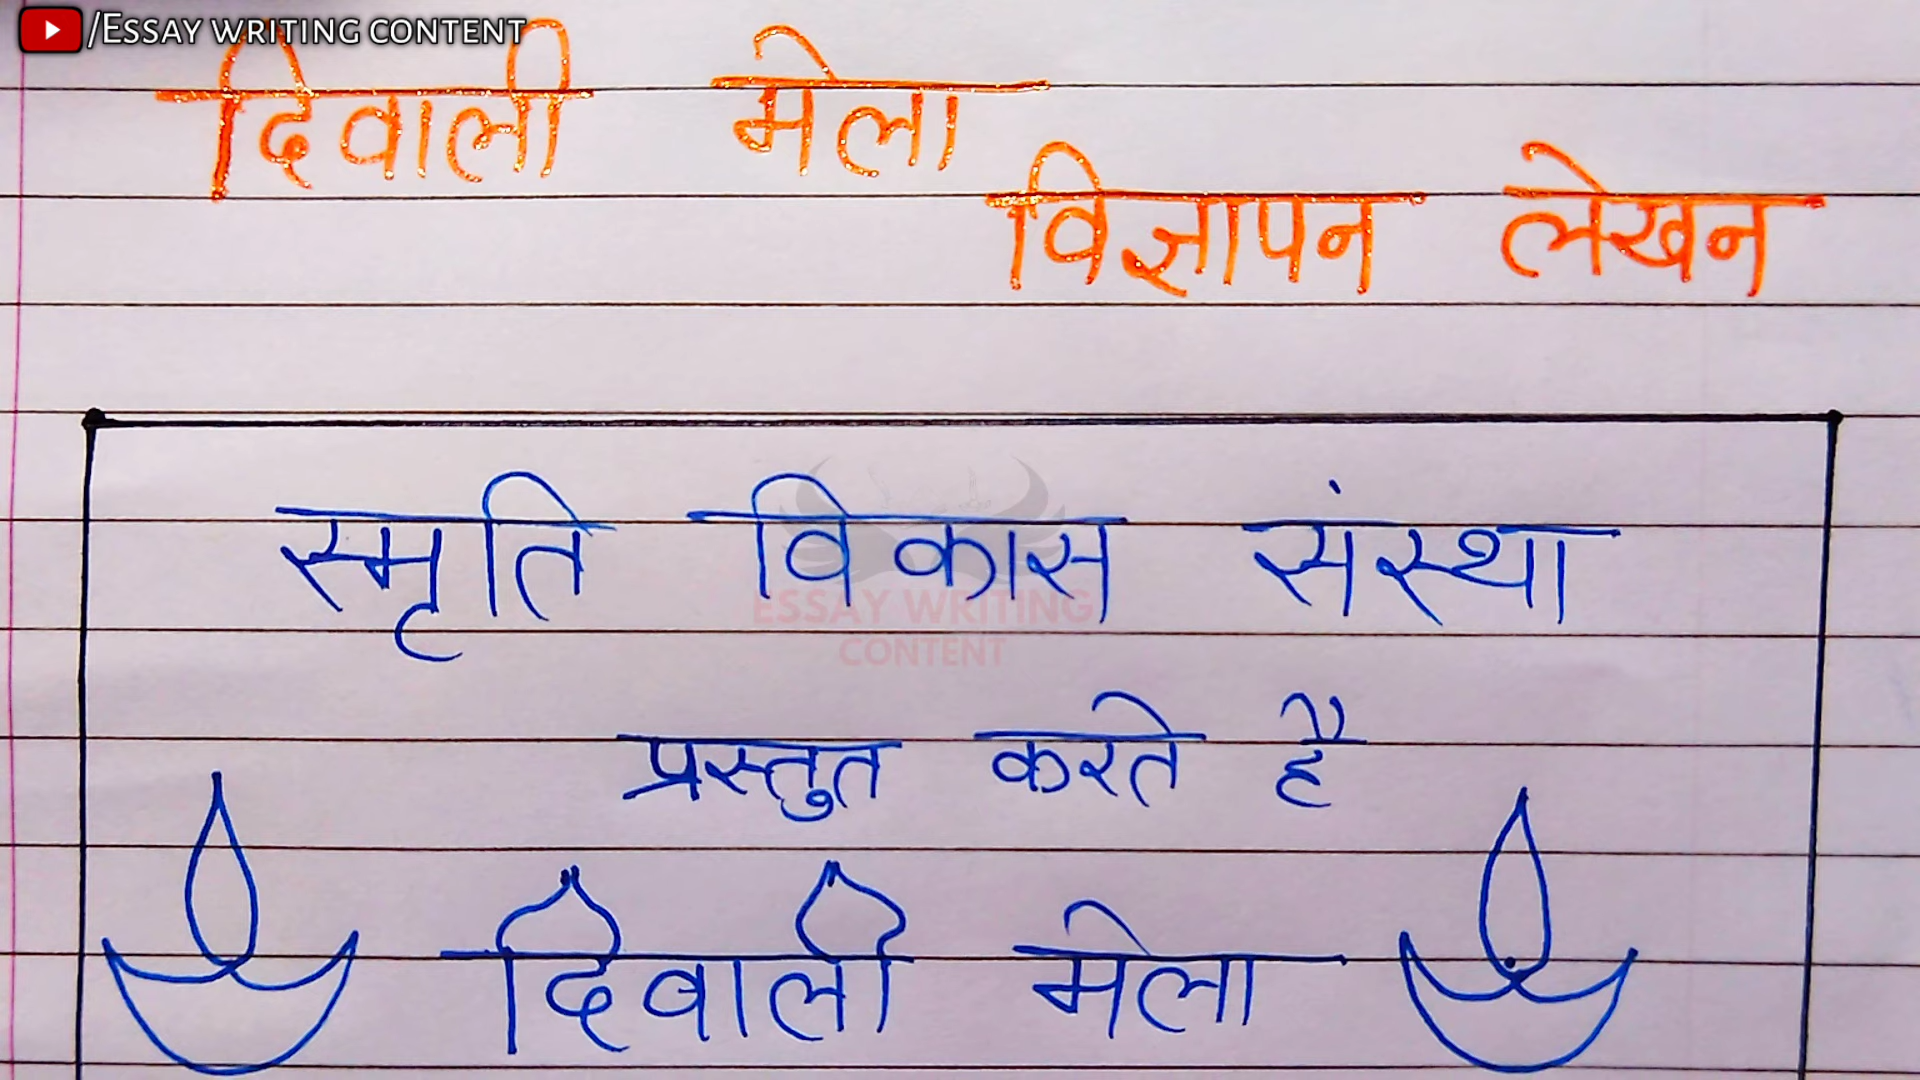 /ESSAY WRITING CONTENT
दिवाली मेला
विज्ञापन लेखन
स्मृति विकास संस्था
ESSAY WRITING
CONTENT
प्रस्तुत करते है
दिवाली मेला